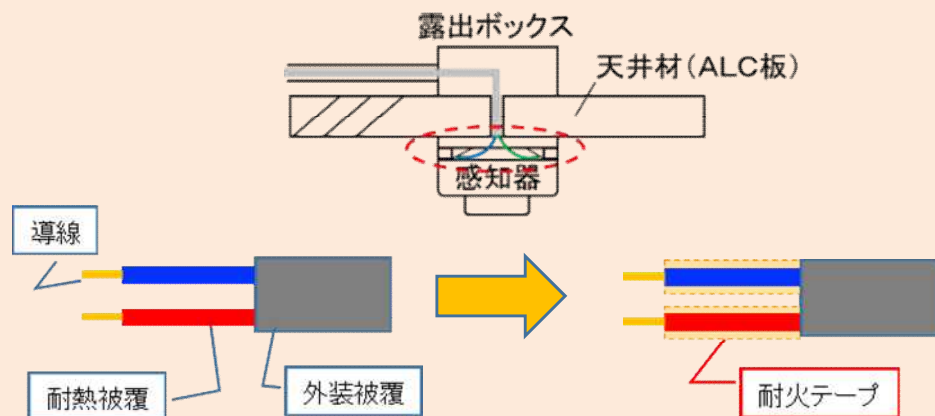 露出ボックス
天井材(ALC板)
感知器
導線
耐熱被覆
外装被覆
耐火テープ